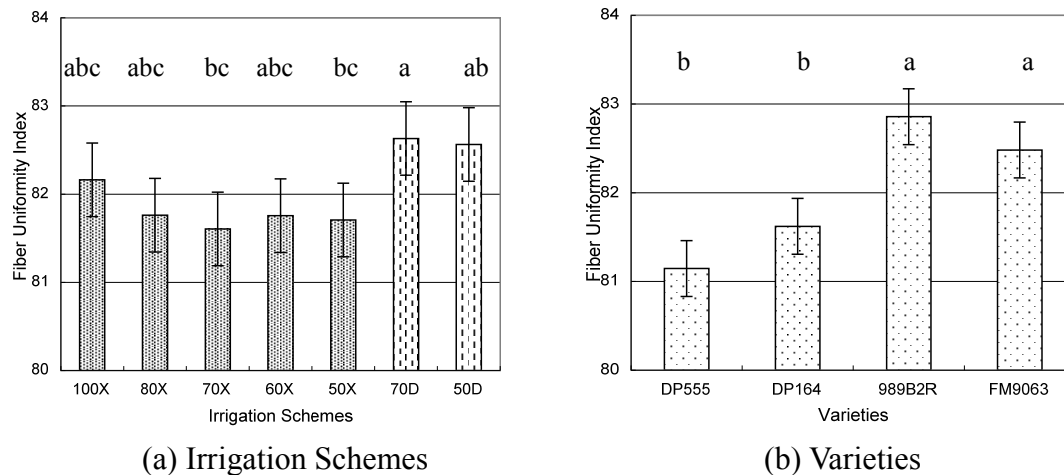 84
83
82
81
80
Fiber Uniformity Index
abc abc bc abc bc a ab
100X 80X 70X 60X 50X 70D 50D
Irrigation Schemes
(a) Irrigation Schemes
84
83
82
81
80
Fiber Uniformity Index
b b a a
DP555 DP164 989B2R FM9063
Varieties
(b) Varieties